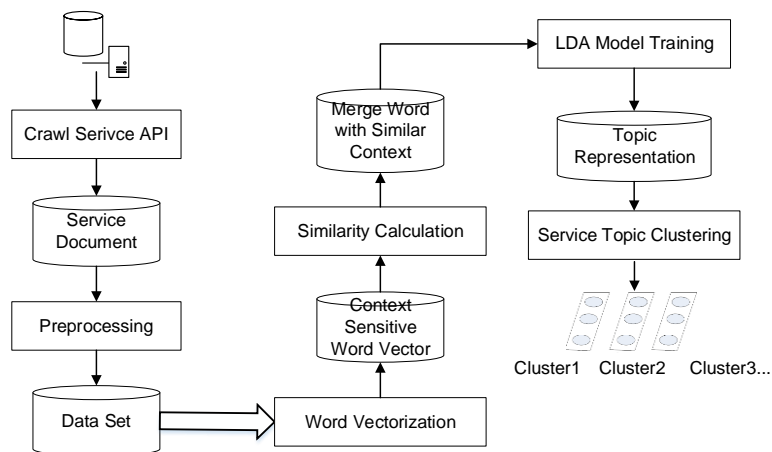 Crawl Serivce API
Service
Document
Preprocessing
Data Set
Word Vectorization
Context
Sensitive
Word Vector
Similarity Calculation
Merge Word
with Similar
Context
LDA Model Training
Topic
Representation
Service Topic Clustering
Cluster1 Cluster2 Cluster3...